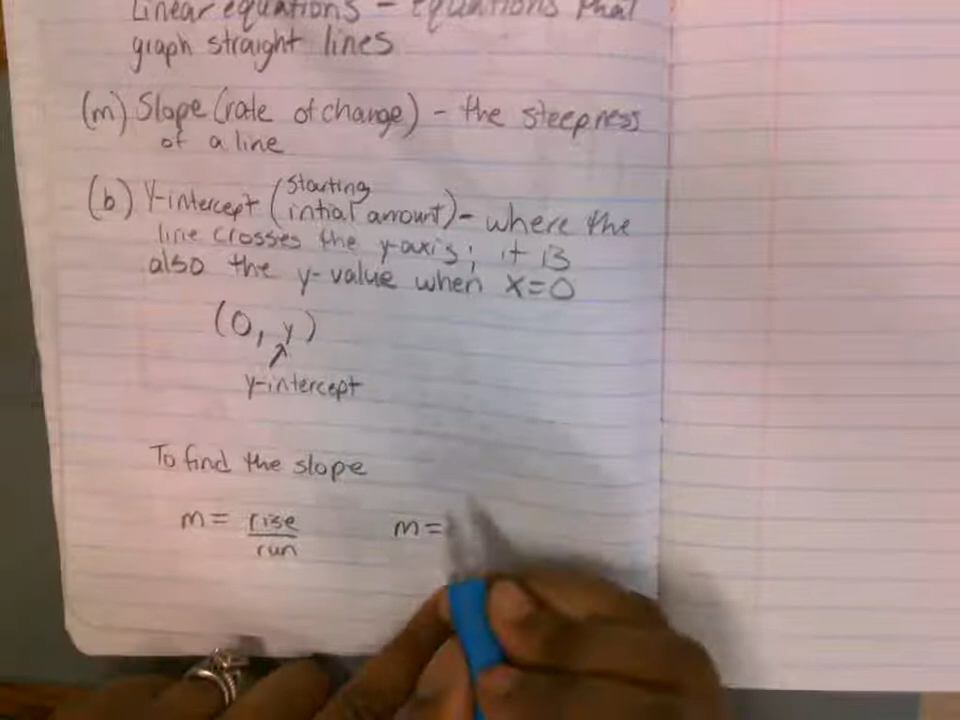 Linear equations - equations that
graph straight lines
(m) Slope (rate of change) - the steepness
of a line
(b) Y-intercept (starting
intial amount) - where the
line crosses the y-axis; it is
also the y-value when x=0
(0, y)
y-intercept
To find the slope
m = rise
run
m =